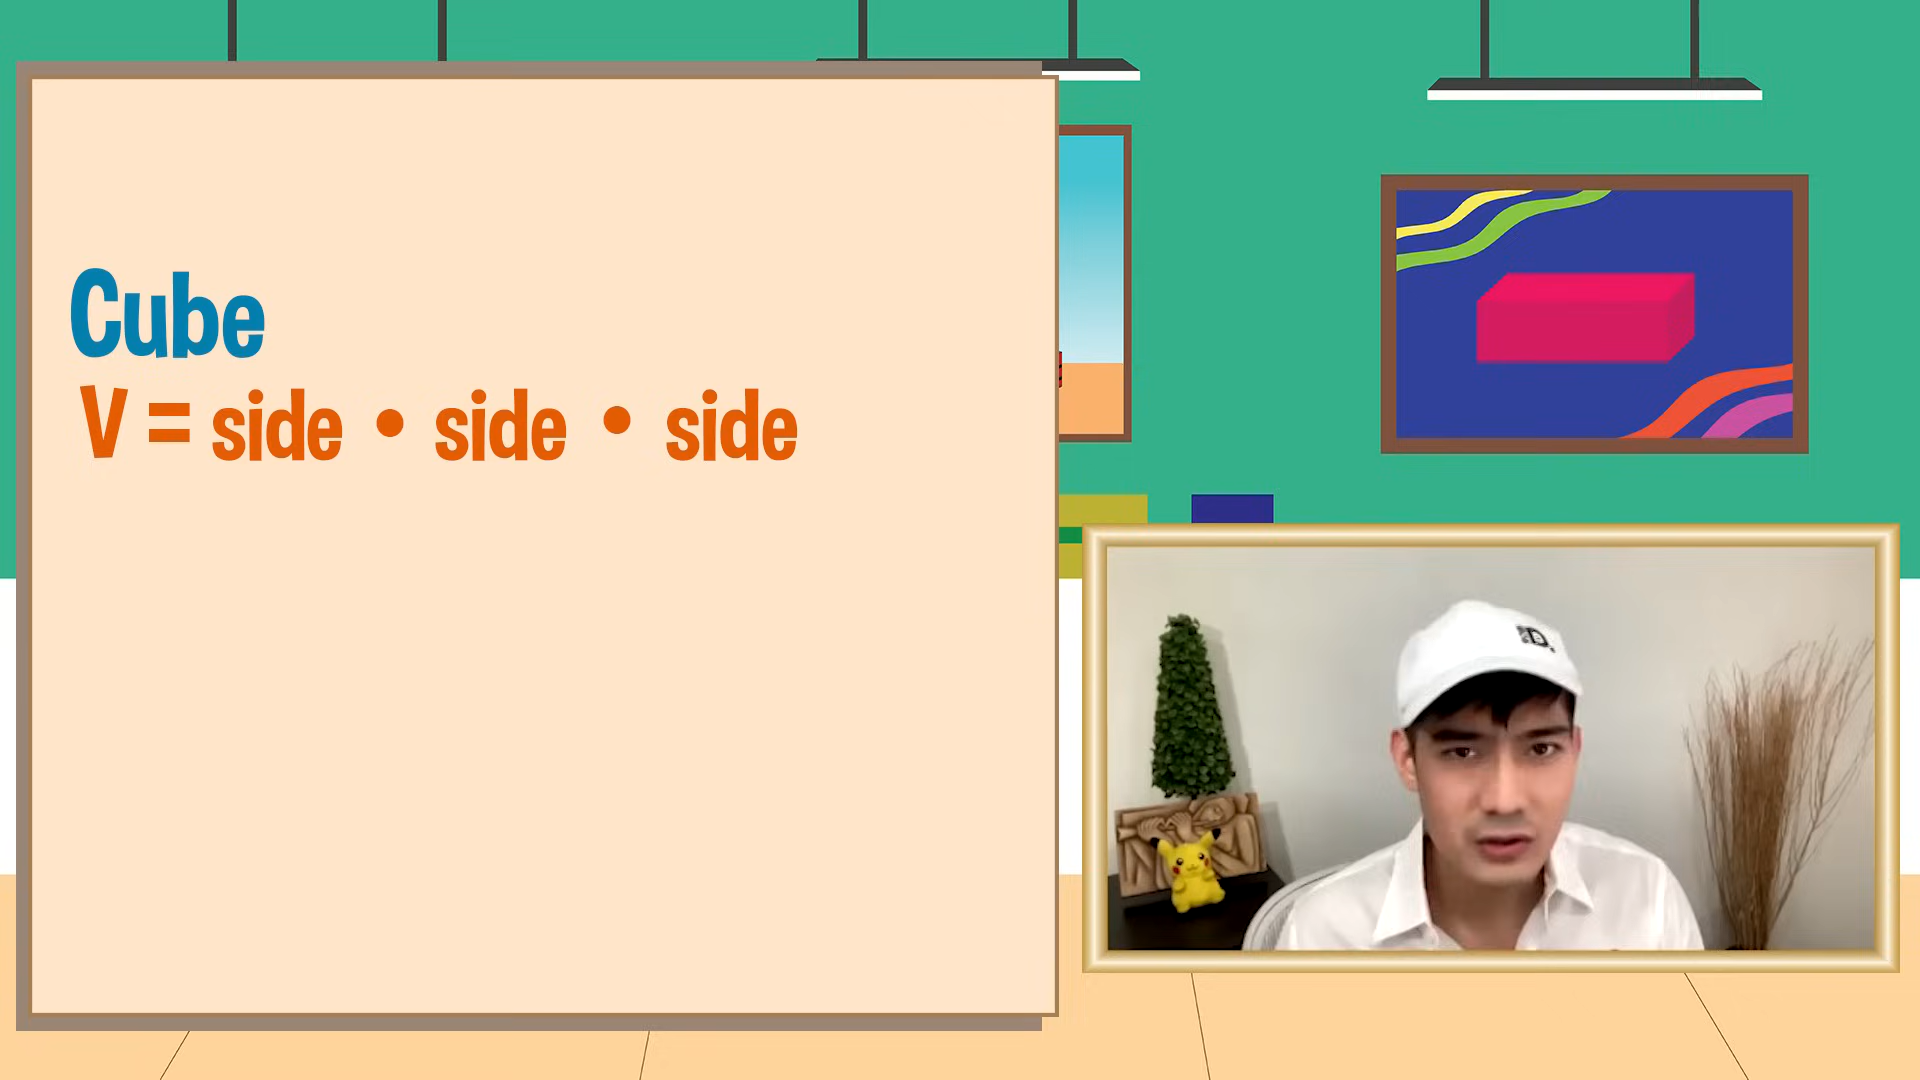 Cube
V = side • side • side
D.